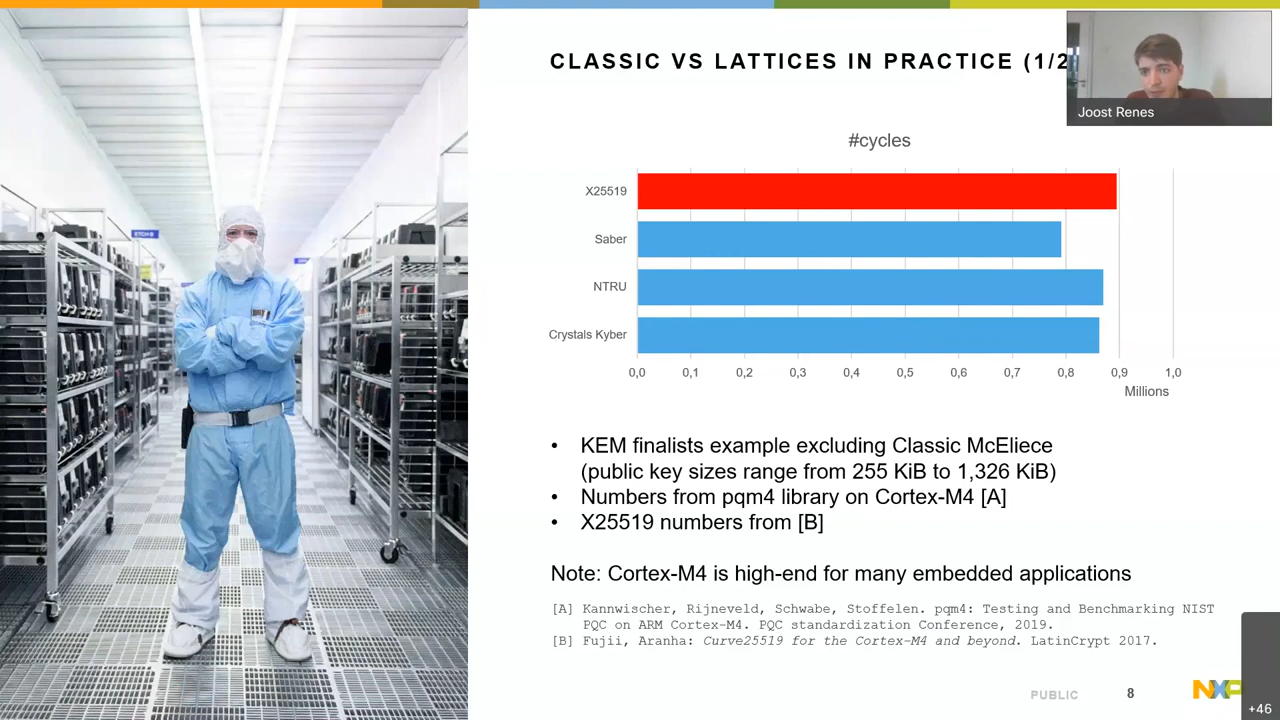 CLASSIC VS LATTICES IN PRACTICE (1/2
Joost Renes
#cycles
X25519
Saber
NTRU
Crystals Kyber
0,0 0,1 0,2 0,3 0,4 0,5 0,6 0,7 0,8 0,9 1,0
Millions
• KEM finalists example excluding Classic McEliece
(public key sizes range from 255 KiB to 1,326 KiB)
• Numbers from pqm4 library on Cortex-M4 [A]
• X25519 numbers from [B]
Note: Cortex-M4 is high-end for many embedded applications
[A] Kannwischer, Rijneveld, Schwabe, Stoffelen. pqm4: Testing and Benchmarking NIST
PQC on ARM Cortex-M4. PQC standardization Conference, 2019.
[B] Fujii, Aranha: Curve25519 for the Cortex-M4 and beyond. LatinCrypt 2017.
PUBLIC
8
NXP
+46